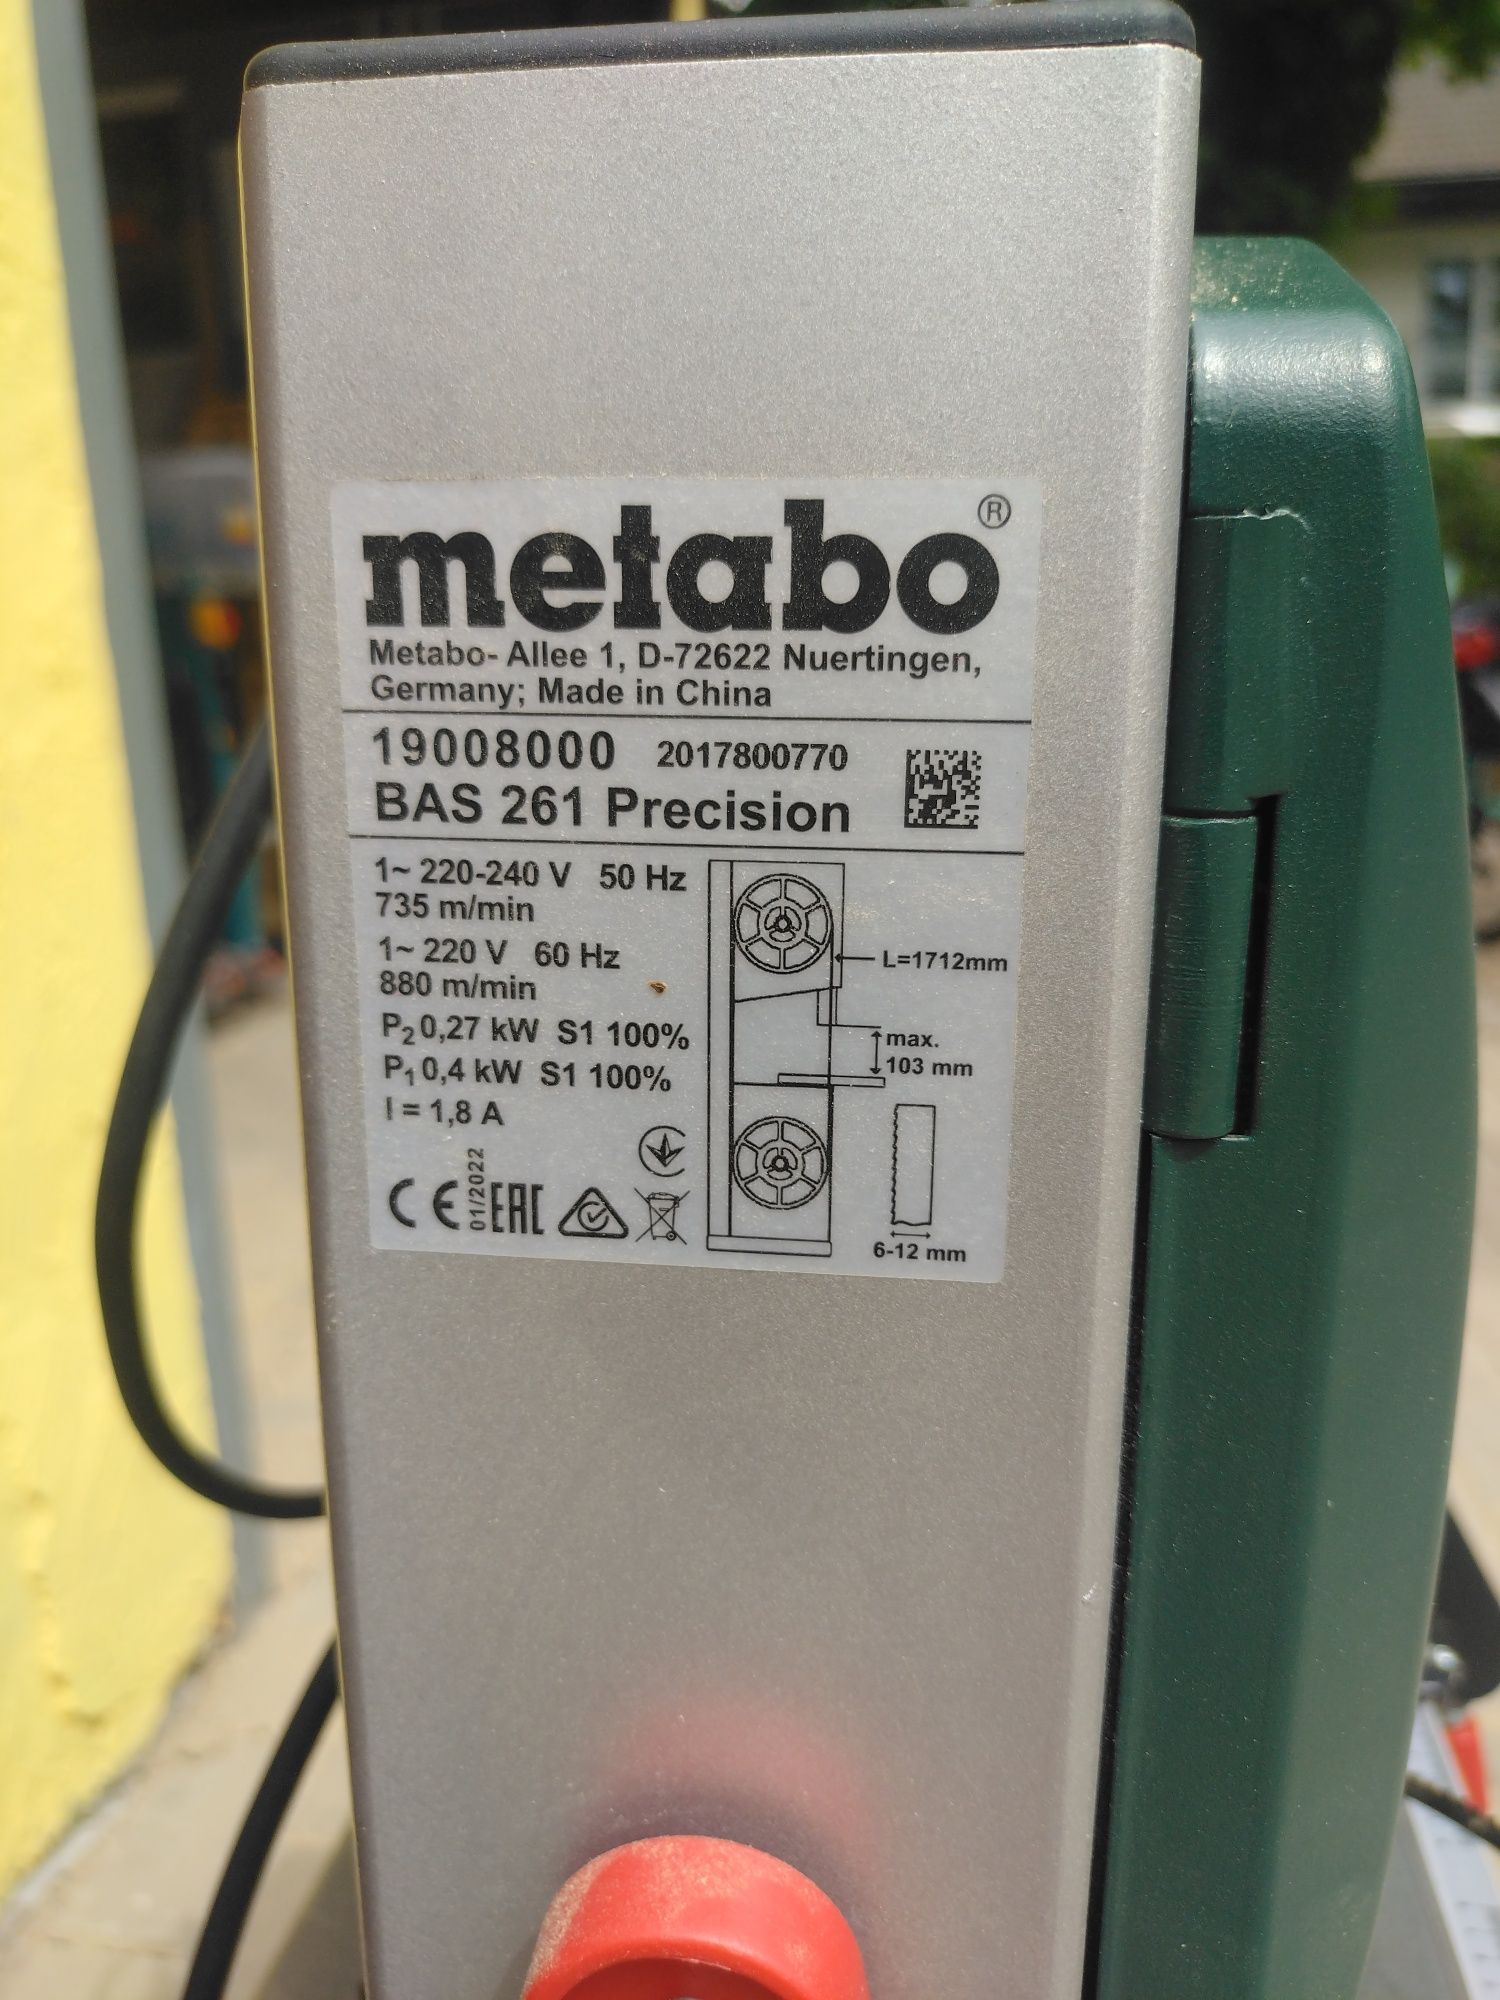 metabo®
Metabo- Allee 1, D-72622 Nuertingen,
Germany; Made in China
19008000 2017800770
BAS 261 Precision
1~ 220-240 V 50 Hz
735 m/min
1~ 220 V 60 Hz
880 m/min
P2 0,27 kW S1 100%
P1 0,4 kW S1 100%
I = 1,8 A
L=1712mm
max.
103 mm
6-12 mm
CE 01/2022 EAC